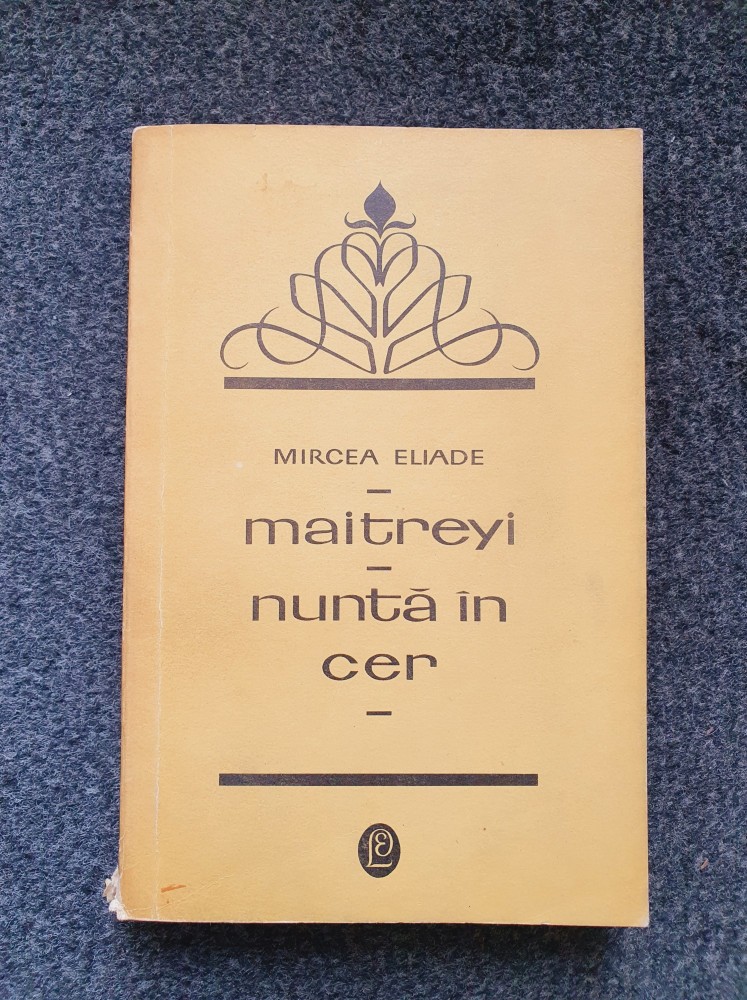 MIRCEA ELIADE
maitreyi
nuntă în
cer